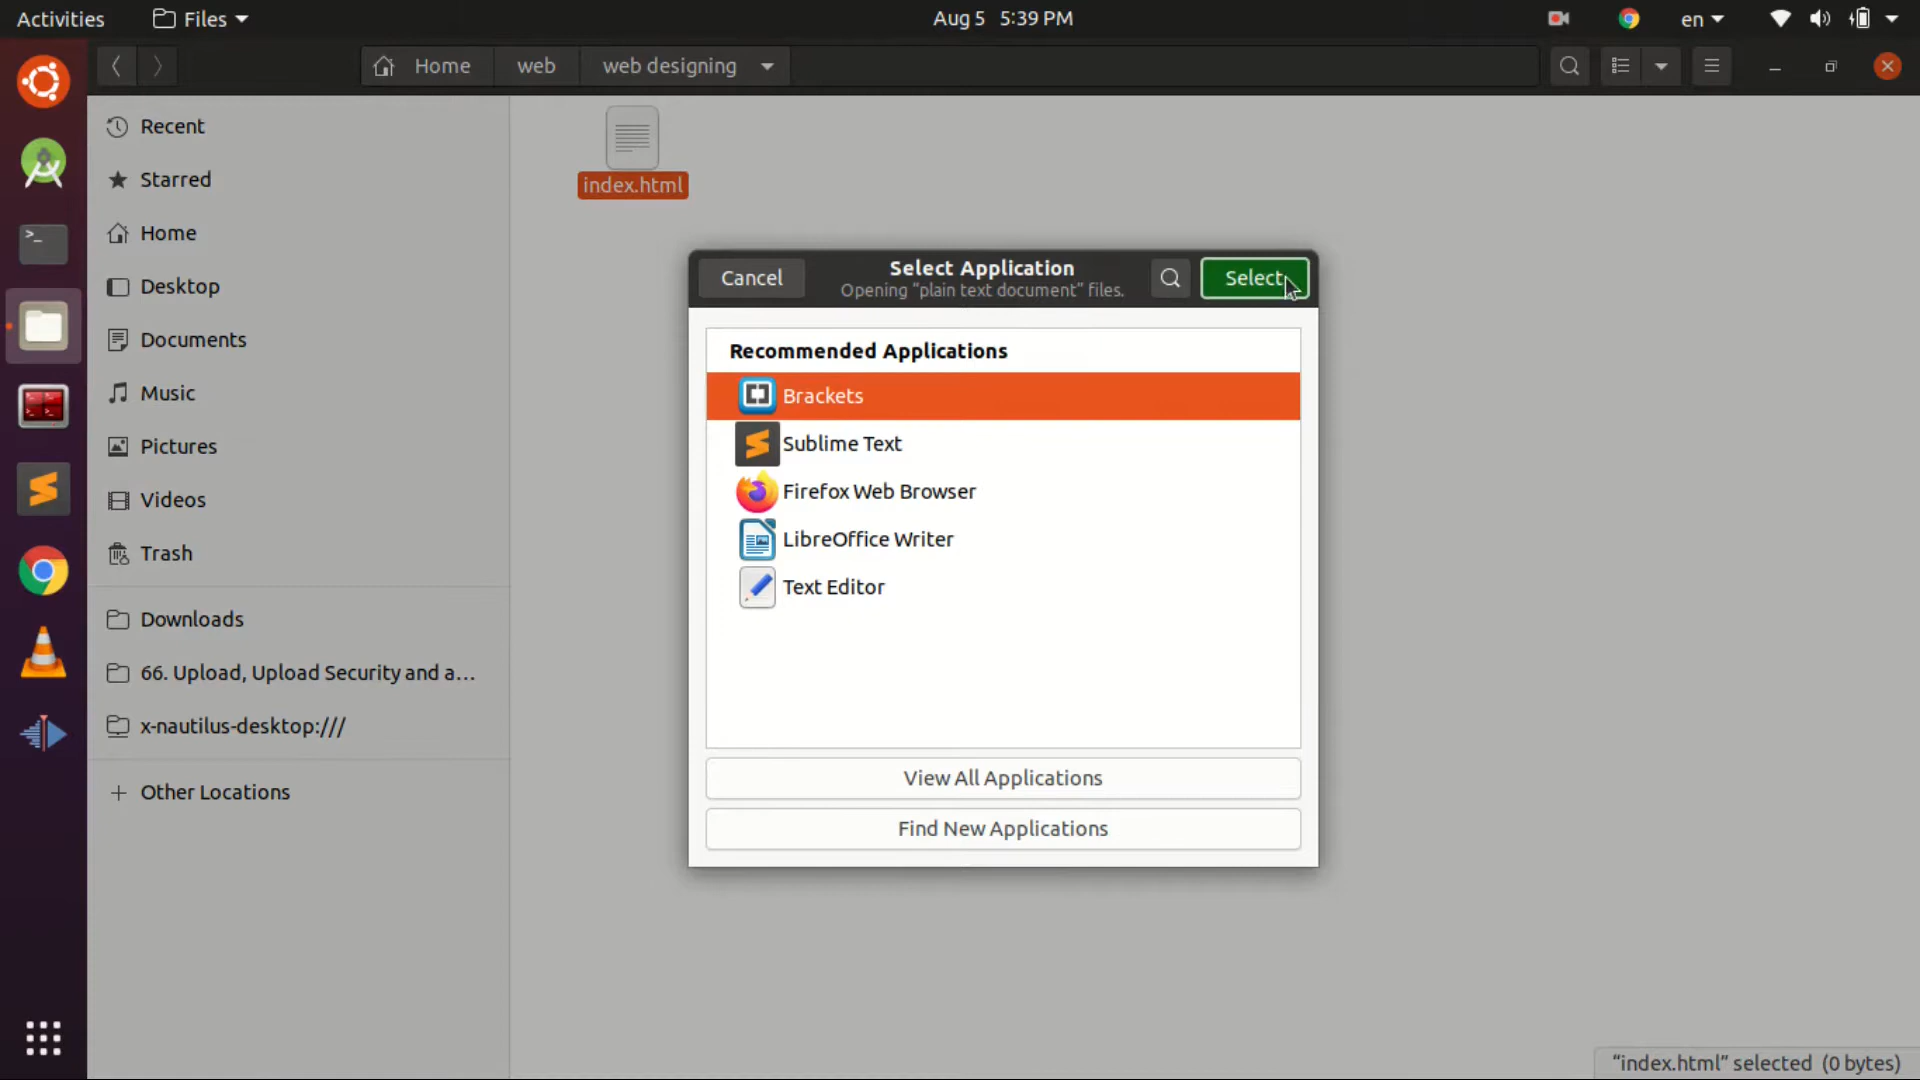 Activities Files Aug 5 5:39 PM en
Home web web designing
Recent
Starred
Home
Desktop
Documents
Music
Pictures
Videos
Trash
Downloads
66. Upload, Upload Security and a...
x-nautilus-desktop:///
+ Other Locations
index.html
Cancel Select Application Select
Opening "plain text document" files.
Recommended Applications
Brackets
Sublime Text
Firefox Web Browser
LibreOffice Writer
Text Editor
View All Applications
Find New Applications
"index.html" selected (0 bytes)